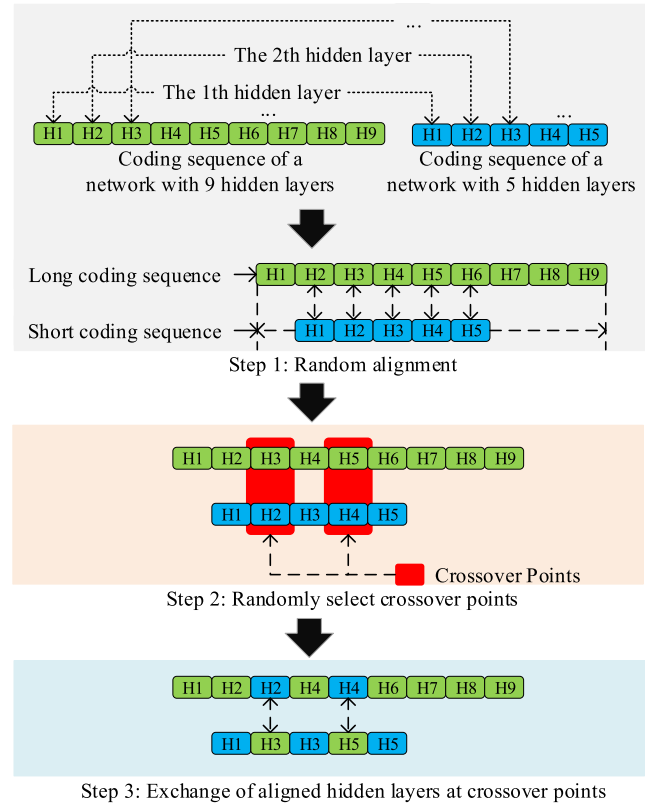 ...
The 2th hidden layer
The 1th hidden layer
... ...
H1 H2 H3 H4 H5 H6 H7 H8 H9 H1 H2 H3 H4 H5
Coding sequence of a
network with 9 hidden layers
Coding sequence of a
network with 5 hidden layers
Long coding sequence H1 H2 H3 H4 H5 H6 H7 H8 H9
Short coding sequence H1 H2 H3 H4 H5
Step 1: Random alignment
H1 H2 H3 H4 H5 H6 H7 H8 H9
H1 H2 H3 H4 H5
Crossover Points
Step 2: Randomly select crossover points
H1 H2 H2 H4 H4 H6 H7 H8 H9
H1 H3 H3 H5 H5
Step 3: Exchange of aligned hidden layers at crossover points